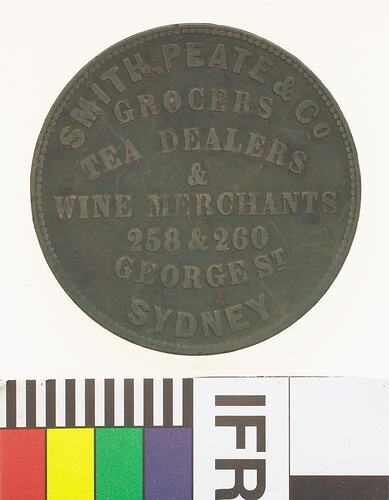 SMITH PEATE & Co
GROCERS
TEA DEALERS
&
WINE MERCHANTS
258 & 260
GEORGE ST
SYDNEY
IFR